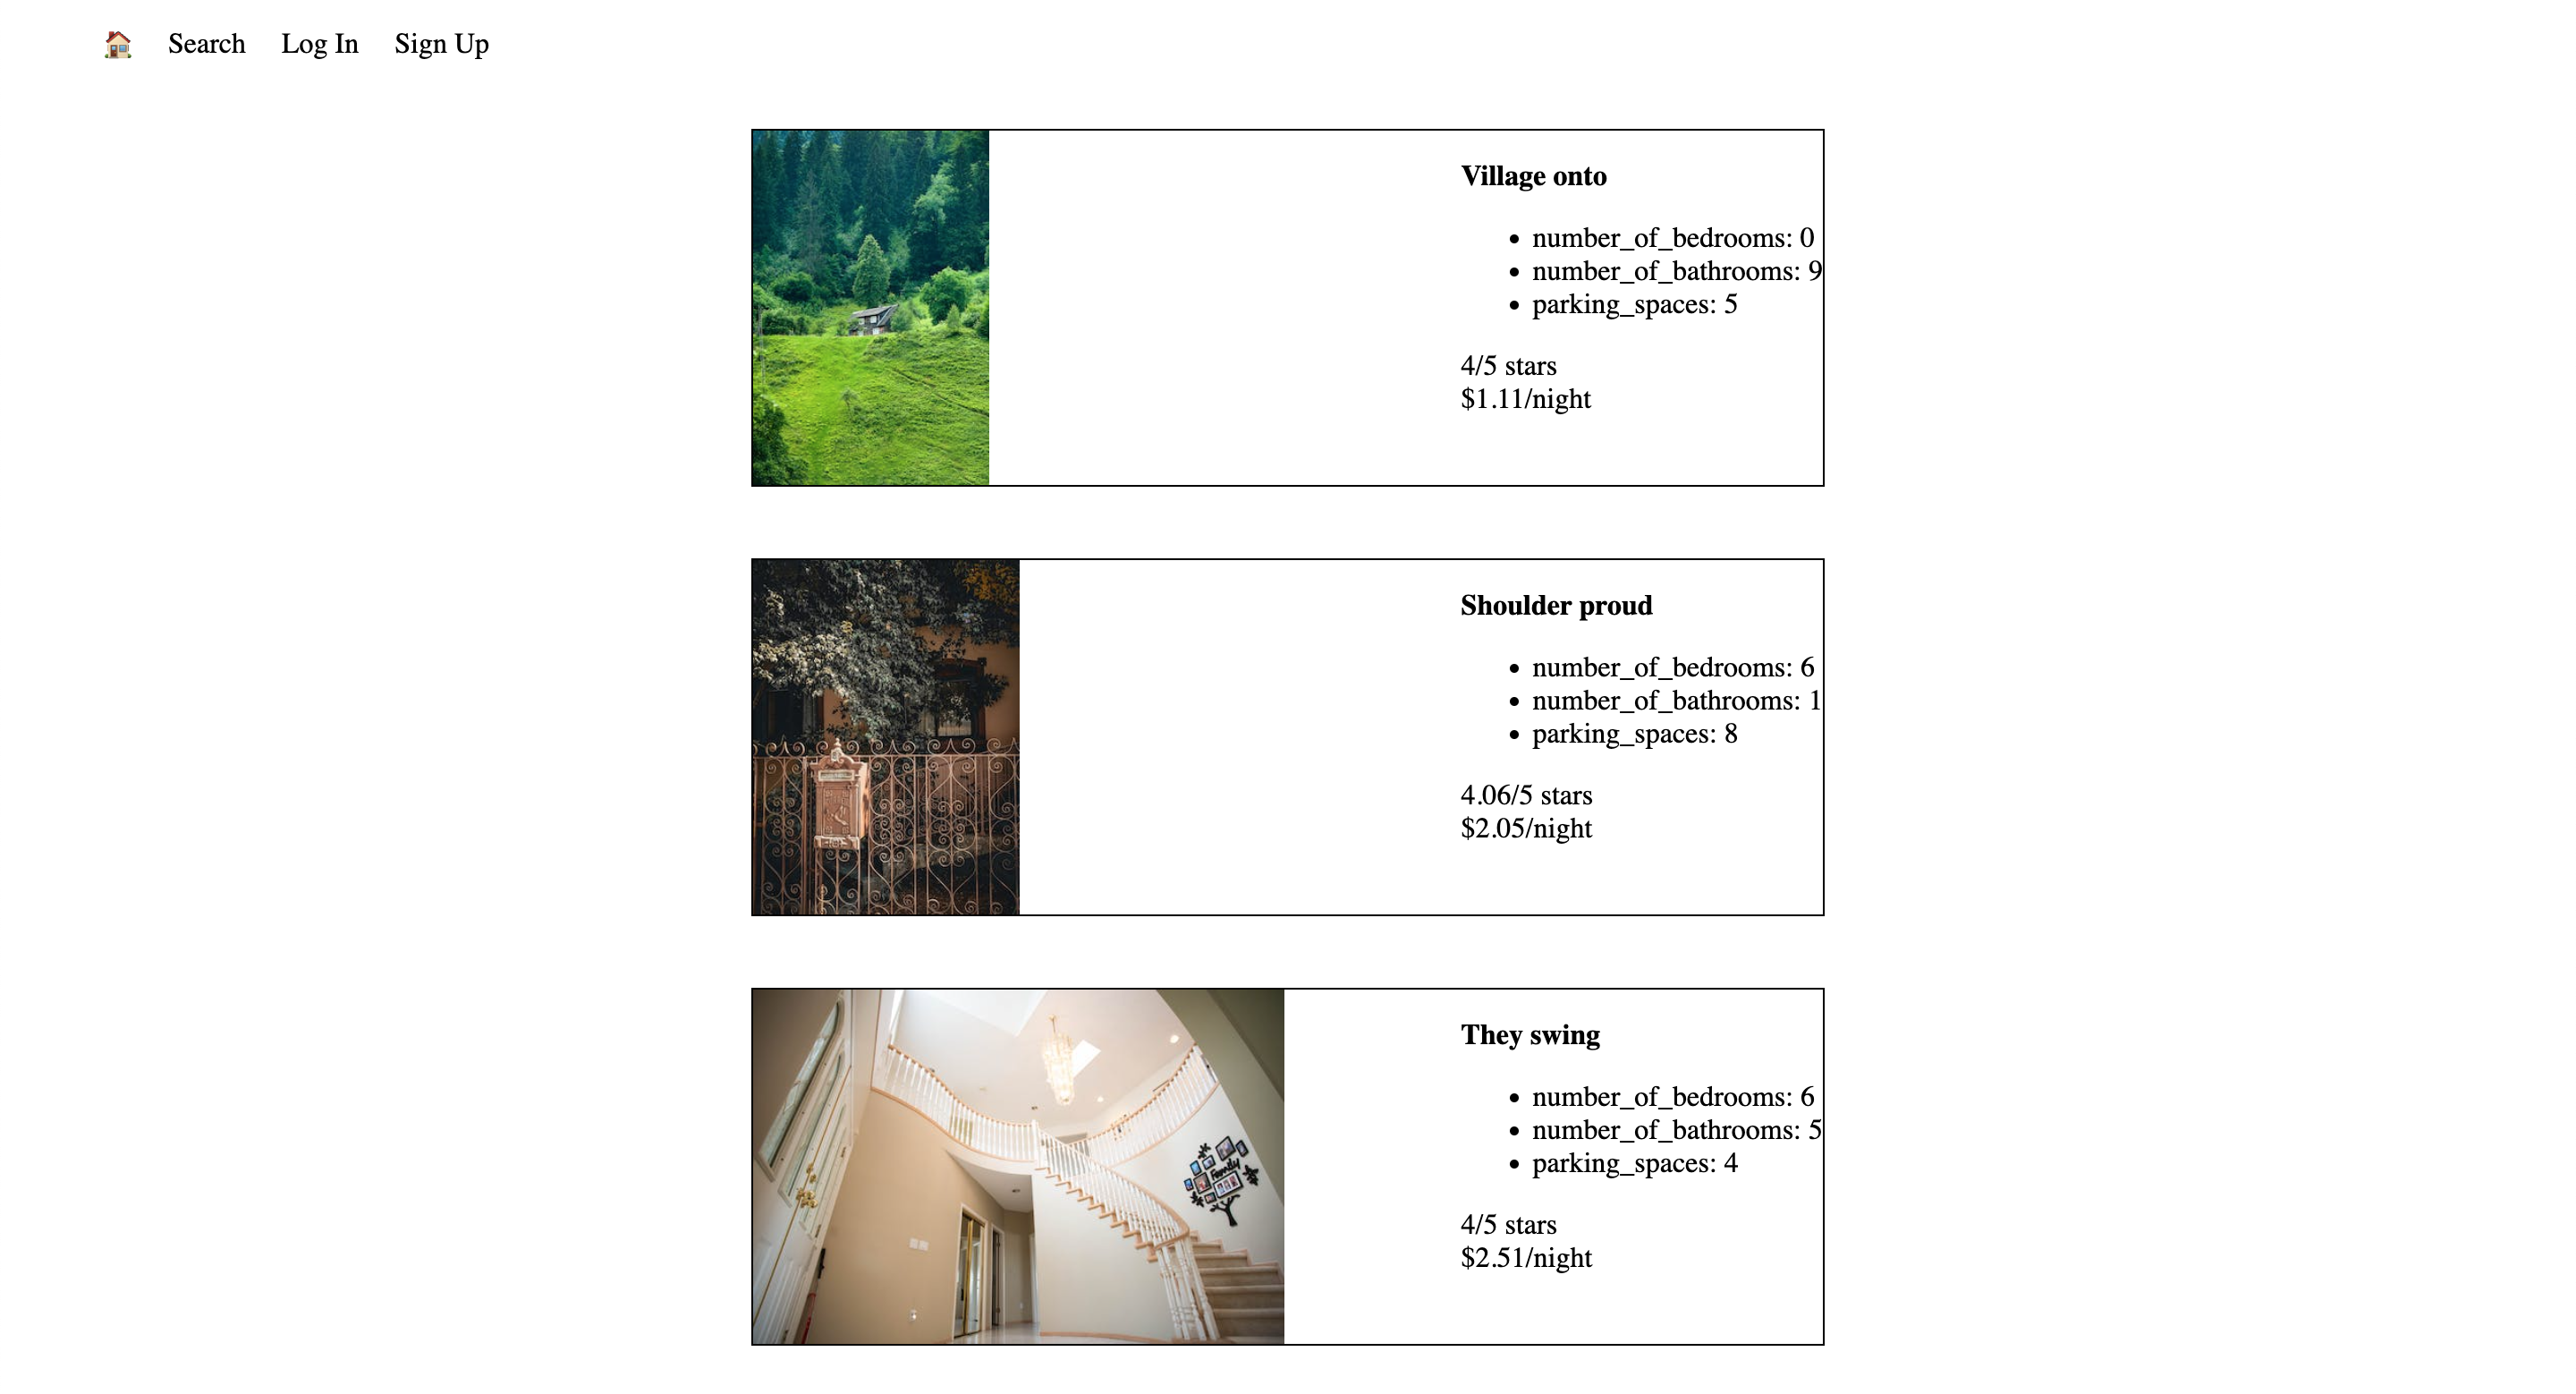 Search Log In Sign Up
Village onto
number_of_bedrooms: 0
number_of_bathrooms: 9
parking_spaces: 5
4/5 stars
$1.11/night
Shoulder proud
number_of_bedrooms: 6
number_of_bathrooms: 1
parking_spaces: 8
4.06/5 stars
$2.05/night
They swing
number_of_bedrooms: 6
number_of_bathrooms: 5
parking_spaces: 4
Family
4/5 stars
$2.51/night